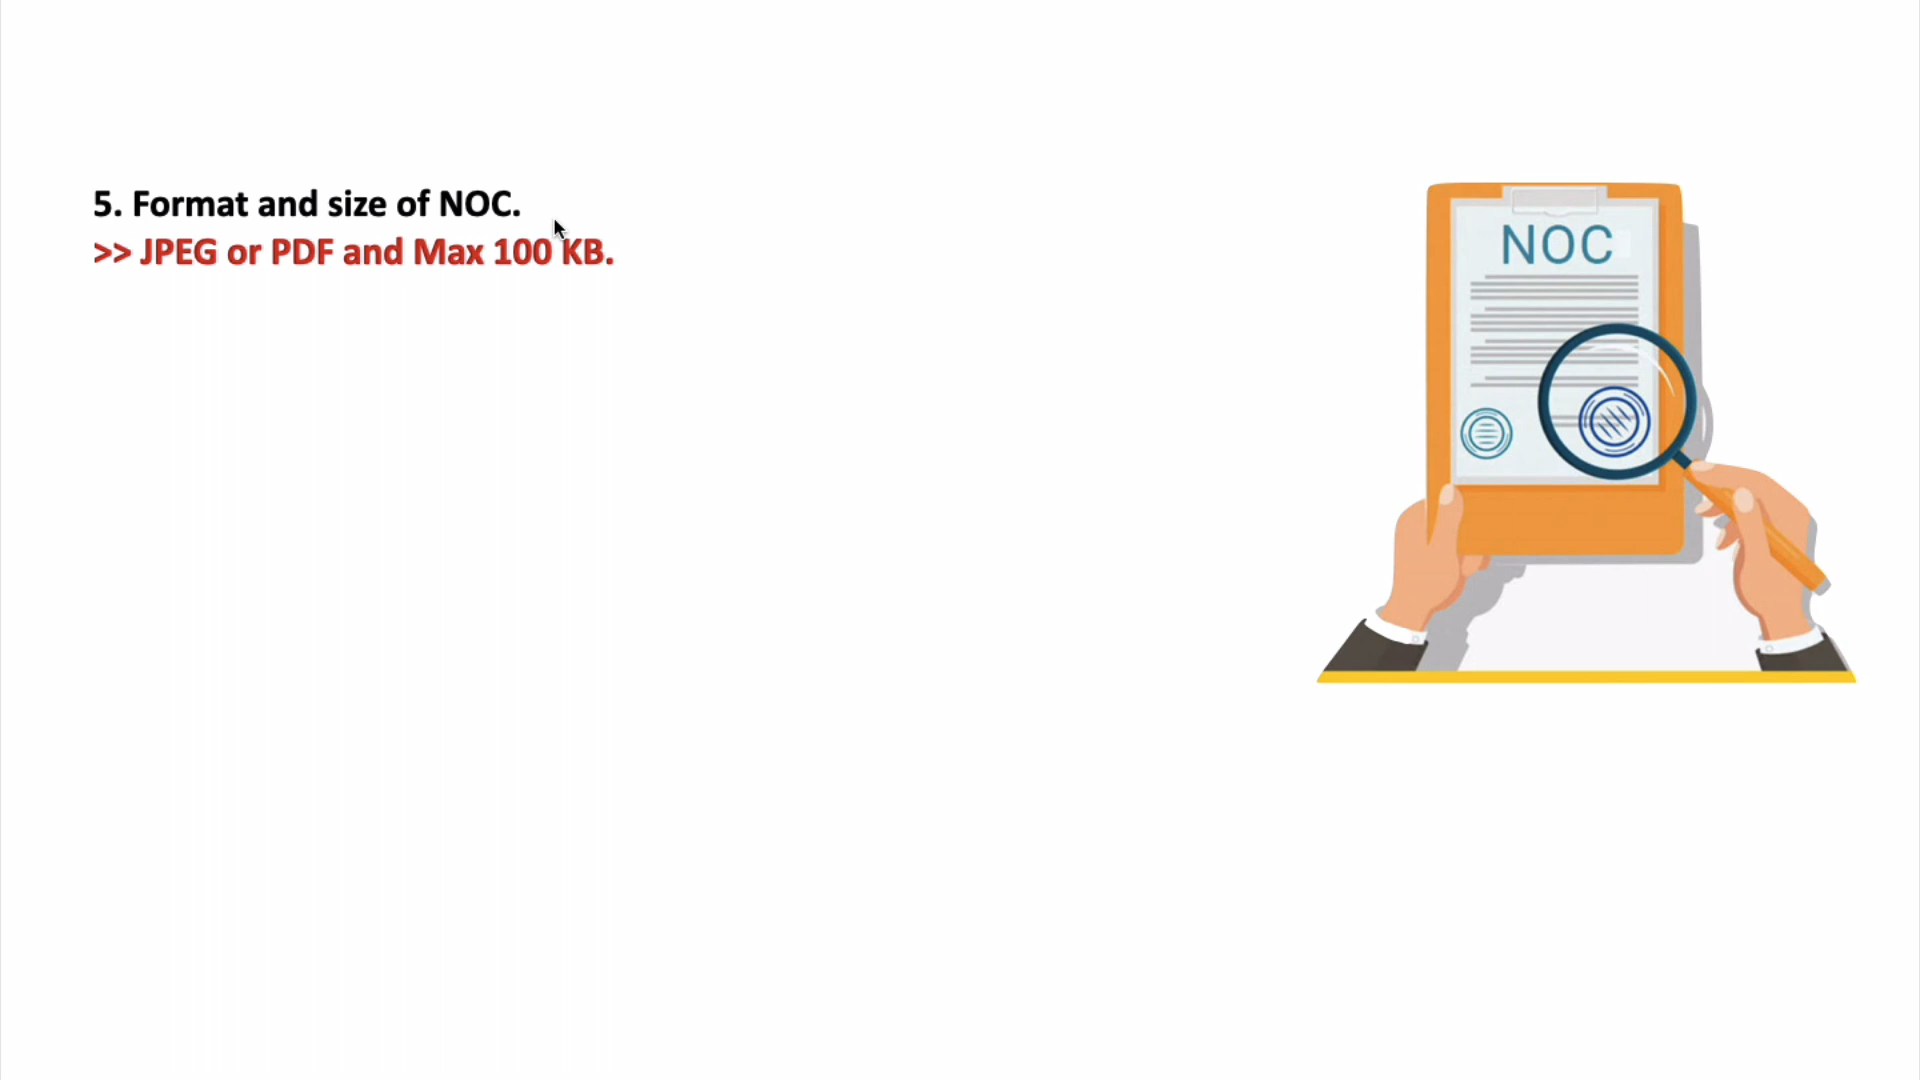 5. Format and size of NOC.
>> JPEG or PDF and Max 100 KB.
NOC